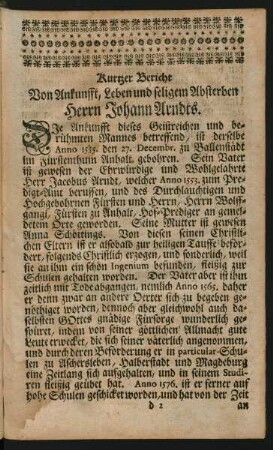 Kurtzer Bericht
Von Ankunfft, Leben und seligem Absterben
Herrn Johann Arndts.
Die Ankunfft dieses Geistreichen und be-
rühmten Mannes betreffend, ist derselbe
Anno 1555. den 27. Decembr. zu Ballenstädt
im Fürstenthum Anhalt, gebohren. Sein Vater
ist gewesen der Ehrwürdige und Wohlgelahrte
Herr Jacobus Arndt, welcher Anno 1553. zum Pre-
digt-Amt beruffen, und des Durchläuchtigen und
Hochgebohrnen Fürsten und Herrn, Herrn Wolff-
gangi, Fürsten zu Anhalt, Hof-Prediger an gemel-
detem Orte geworden. Seine Mutter ist gewesen
Anna Schöttings. Von diesen seinen Christli-
chen Eltern ist er alsobald zur heiligen Tauffe beför-
dert, folgends Christlich erzogen, und sonderlich, weil
sie an ihm ein schön Ingenium befunden, fleißig zur
Schulen gehalten worden. Der Vater aber ist ihm
zeitlich mit Tode abgangen, nemlich Anno 1565. daher
er denn zwar an andere Oerter sich zu begeben ge-
nöthiget worden, dennoch aber gleichwohl auch da-
selbsten GOttes gnädige Fürsorge wunderlich ge-
spüret, indem von seiner göttlichen Allmacht gute
Leute erwecket, die sich seiner väterlich angenommen,
und durch deren Beförderung er in particular-Schu-
len zu Aschersleben, Halberstadt und Magdeburg
eine Zeitlang sich aufgehalten, und in seinem Studi-
ren fleißig geübet hat. Anno 1576. ist er ferner auf
hohe Schulen geschicket worden, und hat von der Zeit
d 2 an